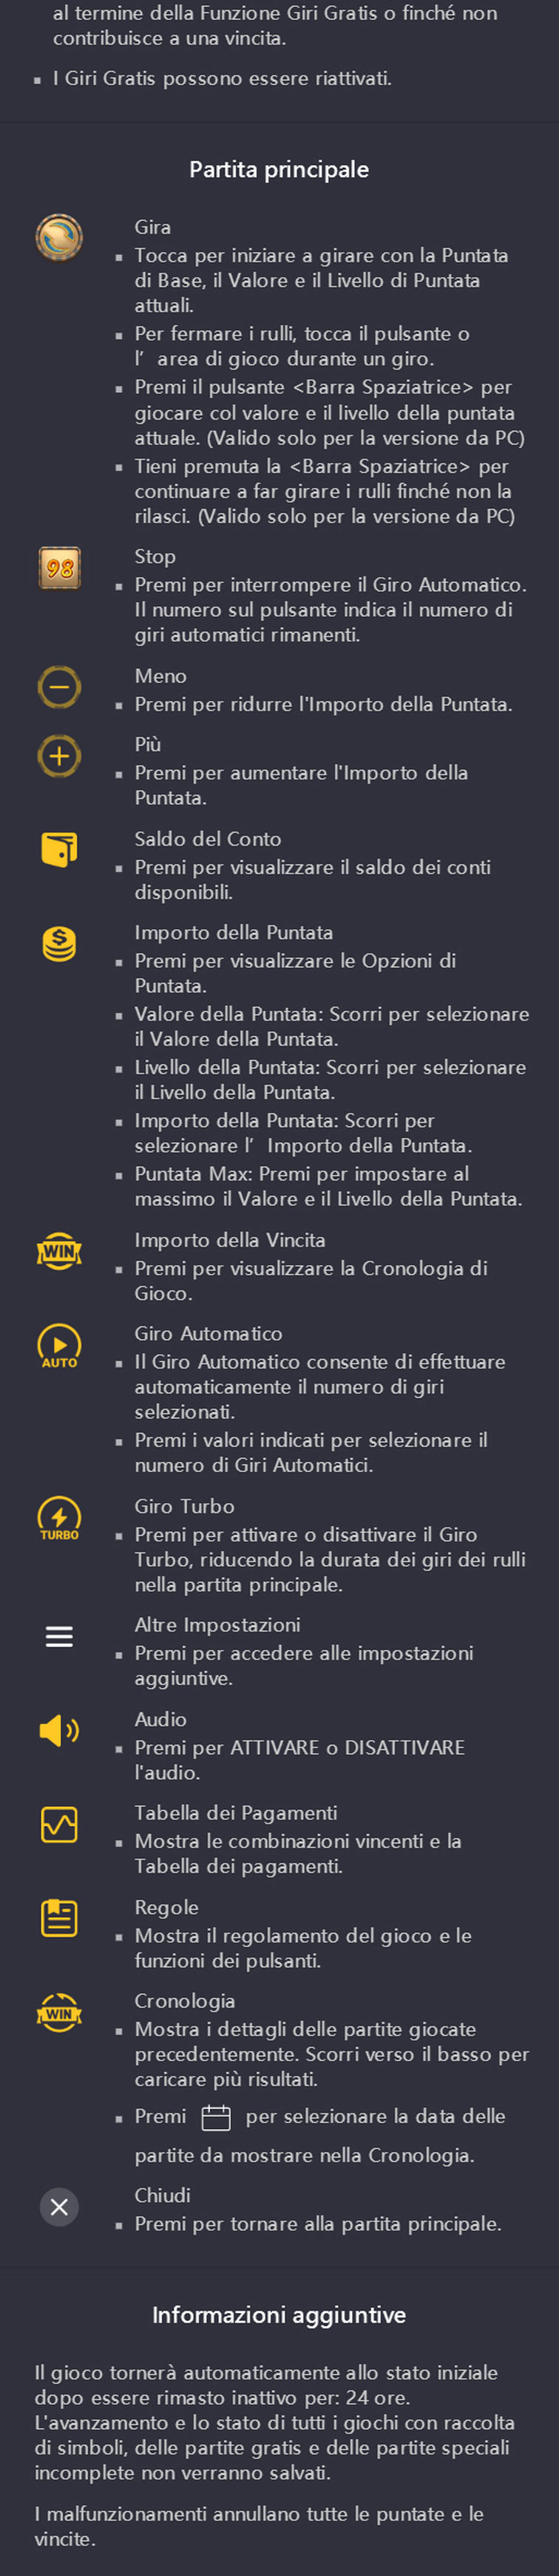 al termine della Funzione Giri Gratis o finché non
contribuisce a una vincita.
▪ I Giri Gratis possono essere riattivati.
Partita principale
Gira
▪ Tocca per iniziare a girare con la Puntata
di Base, il Valore e il Livello di Puntata
attuali.
▪ Per fermare i rulli, tocca il pulsante o
l’area di gioco durante un giro.
▪ Premi il pulsante <Barra Spaziatrice> per
giocare col valore e il livello della puntata
attuale. (Valido solo per la versione da PC)
▪ Tieni premuta la <Barra Spaziatrice> per
continuare a far girare i rulli finché non la
rilasci. (Valido solo per la versione da PC)
98
Stop
▪ Premi per interrompere il Giro Automatico.
Il numero sul pulsante indica il numero di
giri automatici rimanenti.
Meno
▪ Premi per ridurre l'Importo della Puntata.
Più
▪ Premi per aumentare l'Importo della
Puntata.
Saldo del Conto
▪ Premi per visualizzare il saldo dei conti
disponibili.
Importo della Puntata
▪ Premi per visualizzare le Opzioni di
Puntata.
▪ Valore della Puntata: Scorri per selezionare
il Valore della Puntata.
▪ Livello della Puntata: Scorri per selezionare
il Livello della Puntata.
▪ Importo della Puntata: Scorri per
selezionare l’Importo della Puntata.
▪ Puntata Max: Premi per impostare al
massimo il Valore e il Livello della Puntata.
WIN
Importo della Vincita
▪ Premi per visualizzare la Cronologia di
Gioco.
AUTO
Giro Automatico
▪ Il Giro Automatico consente di effettuare
automaticamente il numero di giri
selezionati.
▪ Premi i valori indicati per selezionare il
numero di Giri Automatici.
TURBO
Giro Turbo
▪ Premi per attivare o disattivare il Giro
Turbo, riducendo la durata dei giri dei rulli
nella partita principale.
Altre Impostazioni
▪ Premi per accedere alle impostazioni
aggiuntive.
Audio
▪ Premi per ATTIVARE o DISATTIVARE
l'audio.
Tabella dei Pagamenti
▪ Mostra le combinazioni vincenti e la
Tabella dei pagamenti.
Regole
▪ Mostra il regolamento del gioco e le
funzioni dei pulsanti.
WIN
Cronologia
▪ Mostra i dettagli delle partite giocate
precedentemente. Scorri verso il basso per
caricare più risultati.
▪ Premi per selezionare la data delle
partite da mostrare nella Cronologia.
Chiudi
▪ Premi per tornare alla partita principale.
Informazioni aggiuntive
Il gioco tornerà automaticamente allo stato iniziale
dopo essere rimasto inattivo per: 24 ore.
L'avanzamento e lo stato di tutti i giochi con raccolta
di simboli, delle partite gratis e delle partite speciali
incomplete non verranno salvati.
I malfunzionamenti annullano tutte le puntate e le
vincite.